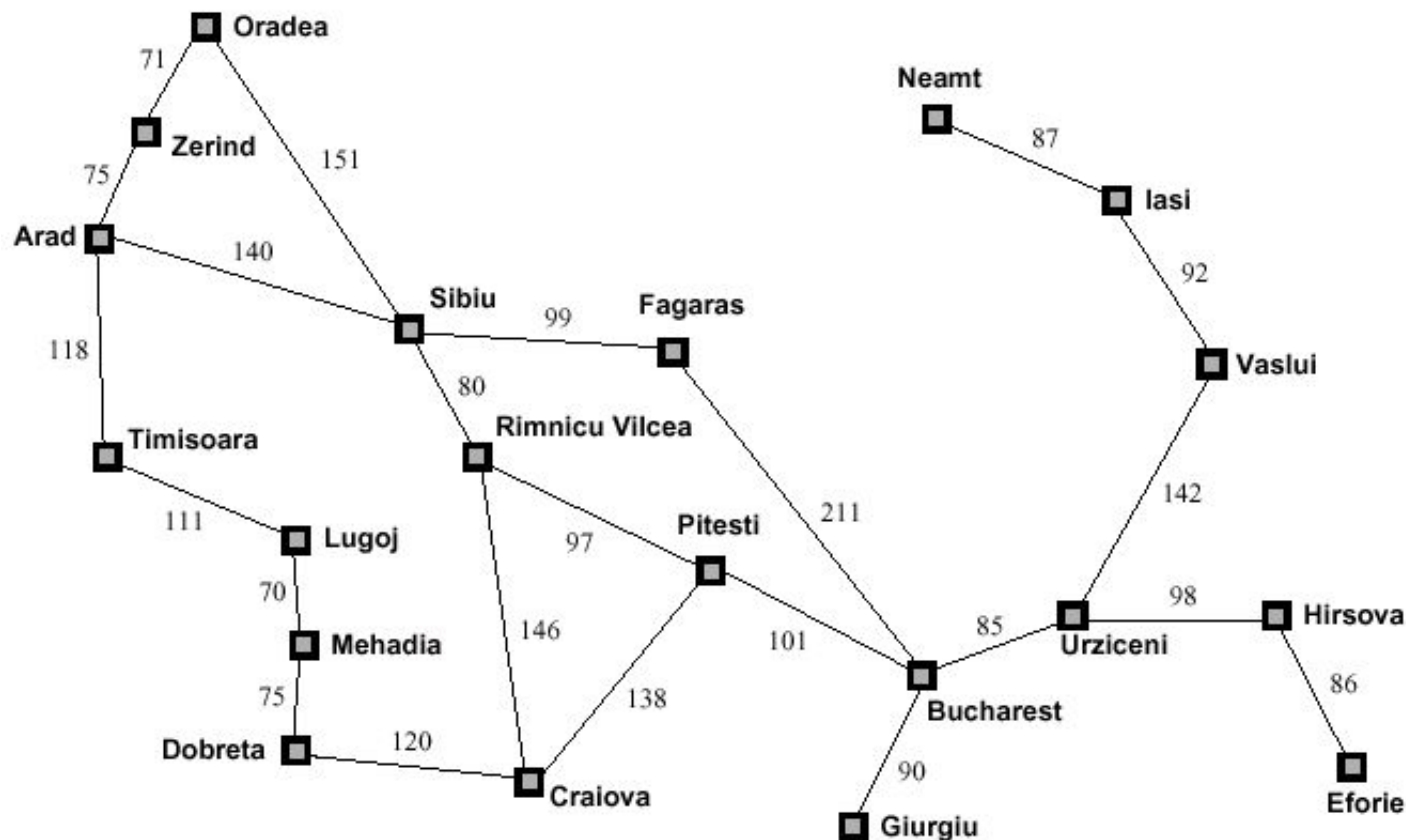 Oradea
71
Neamt
87
Zerind
151
75
Iasi
Arad
140
92
Sibiu
Fagaras
99
118
Vaslui
80
Timisoara
Rimnicu Vilcea
142
211
111
Lugoj
97
Pitesti
70
98
Hirsova
146
85
Mehadia
101
Urziceni
86
75
138
Bucharest
Dobreta
120
90
Craiova
Eforie
Giurgiu